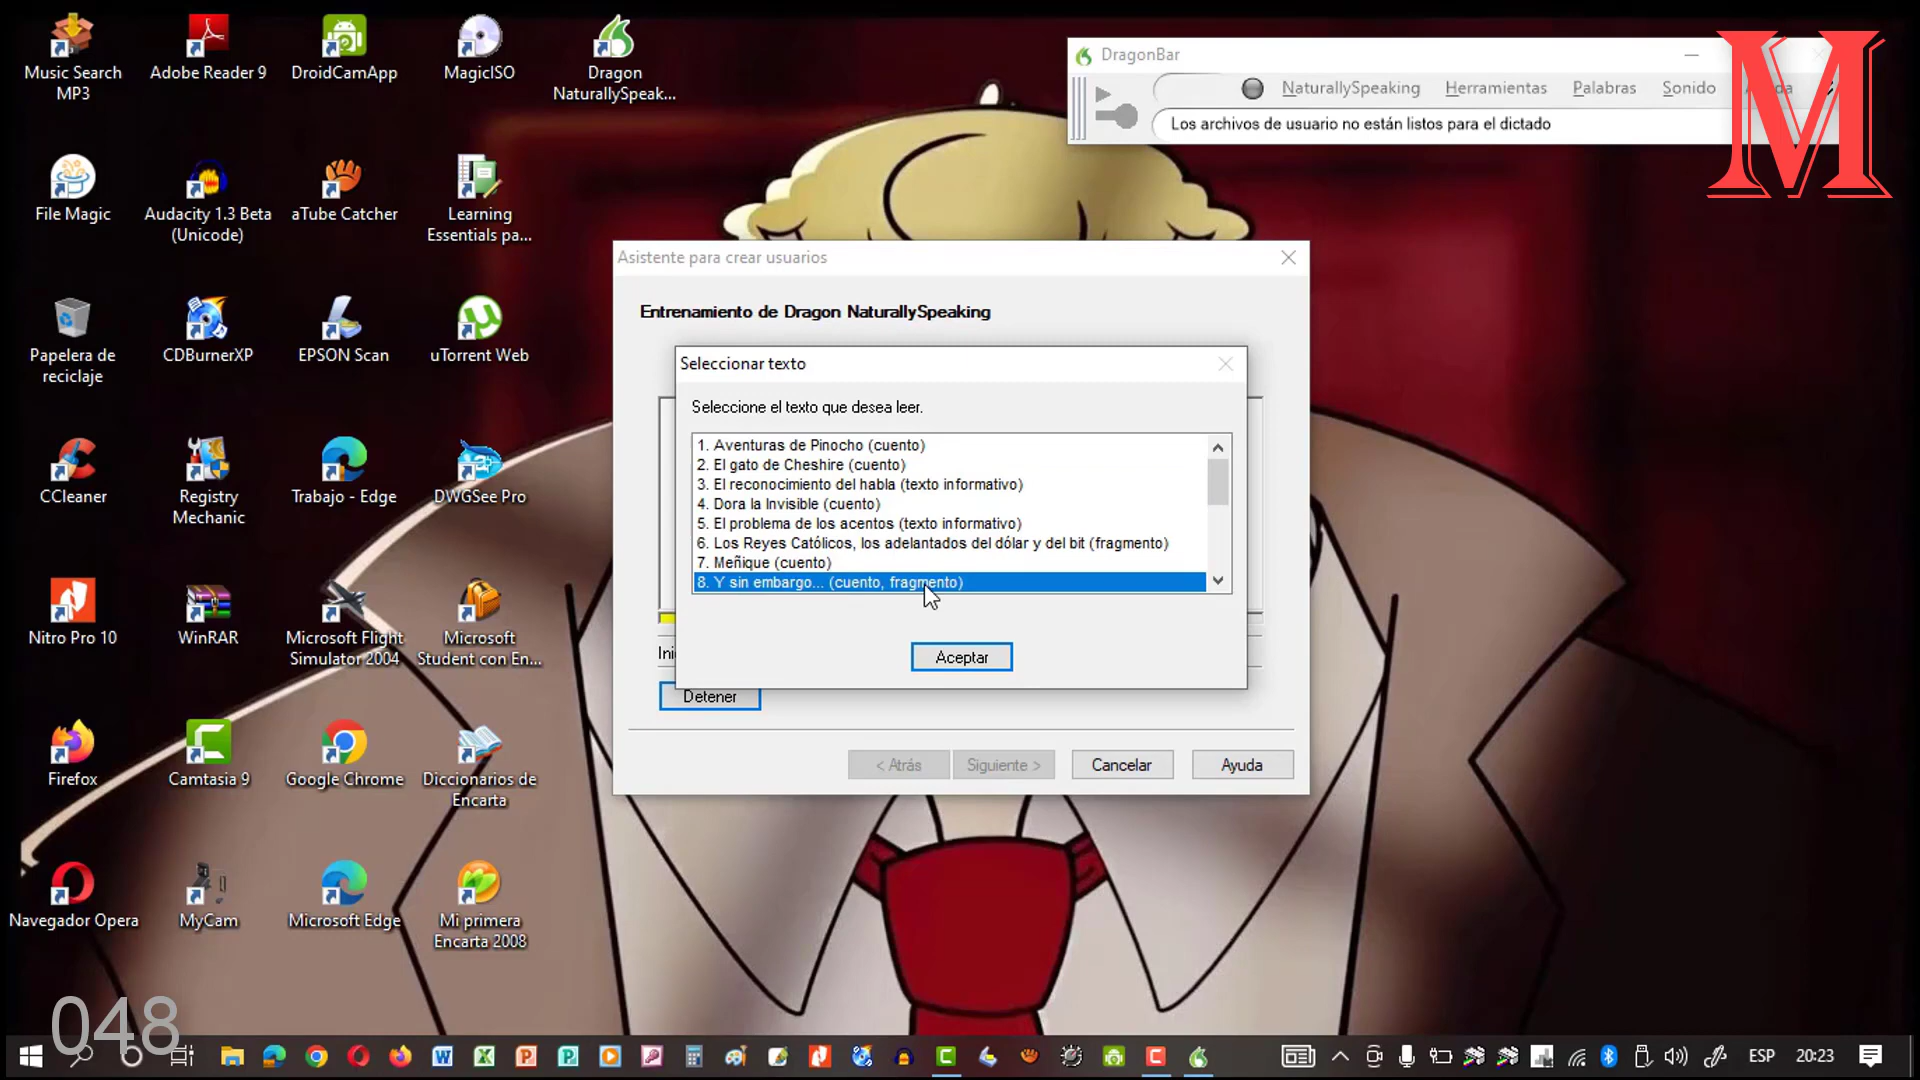 Music Search
MP3
Adobe Reader 9
DroidCamApp
MagicISO
Dragon
NaturallySpeak...
File Magic
Audacity 1.3 Beta
(Unicode)
aTube Catcher
Learning
Essentials pa...
Papelera de
reciclaje
CDBurnerXP
EPSON Scan
uTorrent Web
CCleaner
Registry
Mechanic
Trabajo - Edge
DWGSee Pro
Nitro Pro 10
WinRAR
Microsoft Flight
Simulator 2004
Microsoft
Student con En...
Firefox
Camtasia 9
Google Chrome
Diccionarios de
Encarta
Navegador Opera
MyCam
Microsoft Edge
Mi primera
Encarta 2008
DragonBar
NaturallySpeaking Herramientas Palabras Sonido
Los archivos de usuario no están listos para el dictado
M
Asistente para crear usuarios
Entrenamiento de Dragon NaturallySpeaking
Seleccionar texto
Seleccione el texto que desea leer.
1. Aventuras de Pinocho (cuento)
2. El gato de Cheshire (cuento)
3. El reconocimiento del habla (texto informativo)
4. Dora la Invisible (cuento)
5. El problema de los acentos (texto informativo)
6. Los Reyes Católicos, los adelantados del dólar y del bit (fragmento)
7. Meñique (cuento)
8. Y sin embargo... (cuento, fragmento)
Aceptar
Detener
< Atrás
Siguiente >
Cancelar
Ayuda
048
ESP
20:23